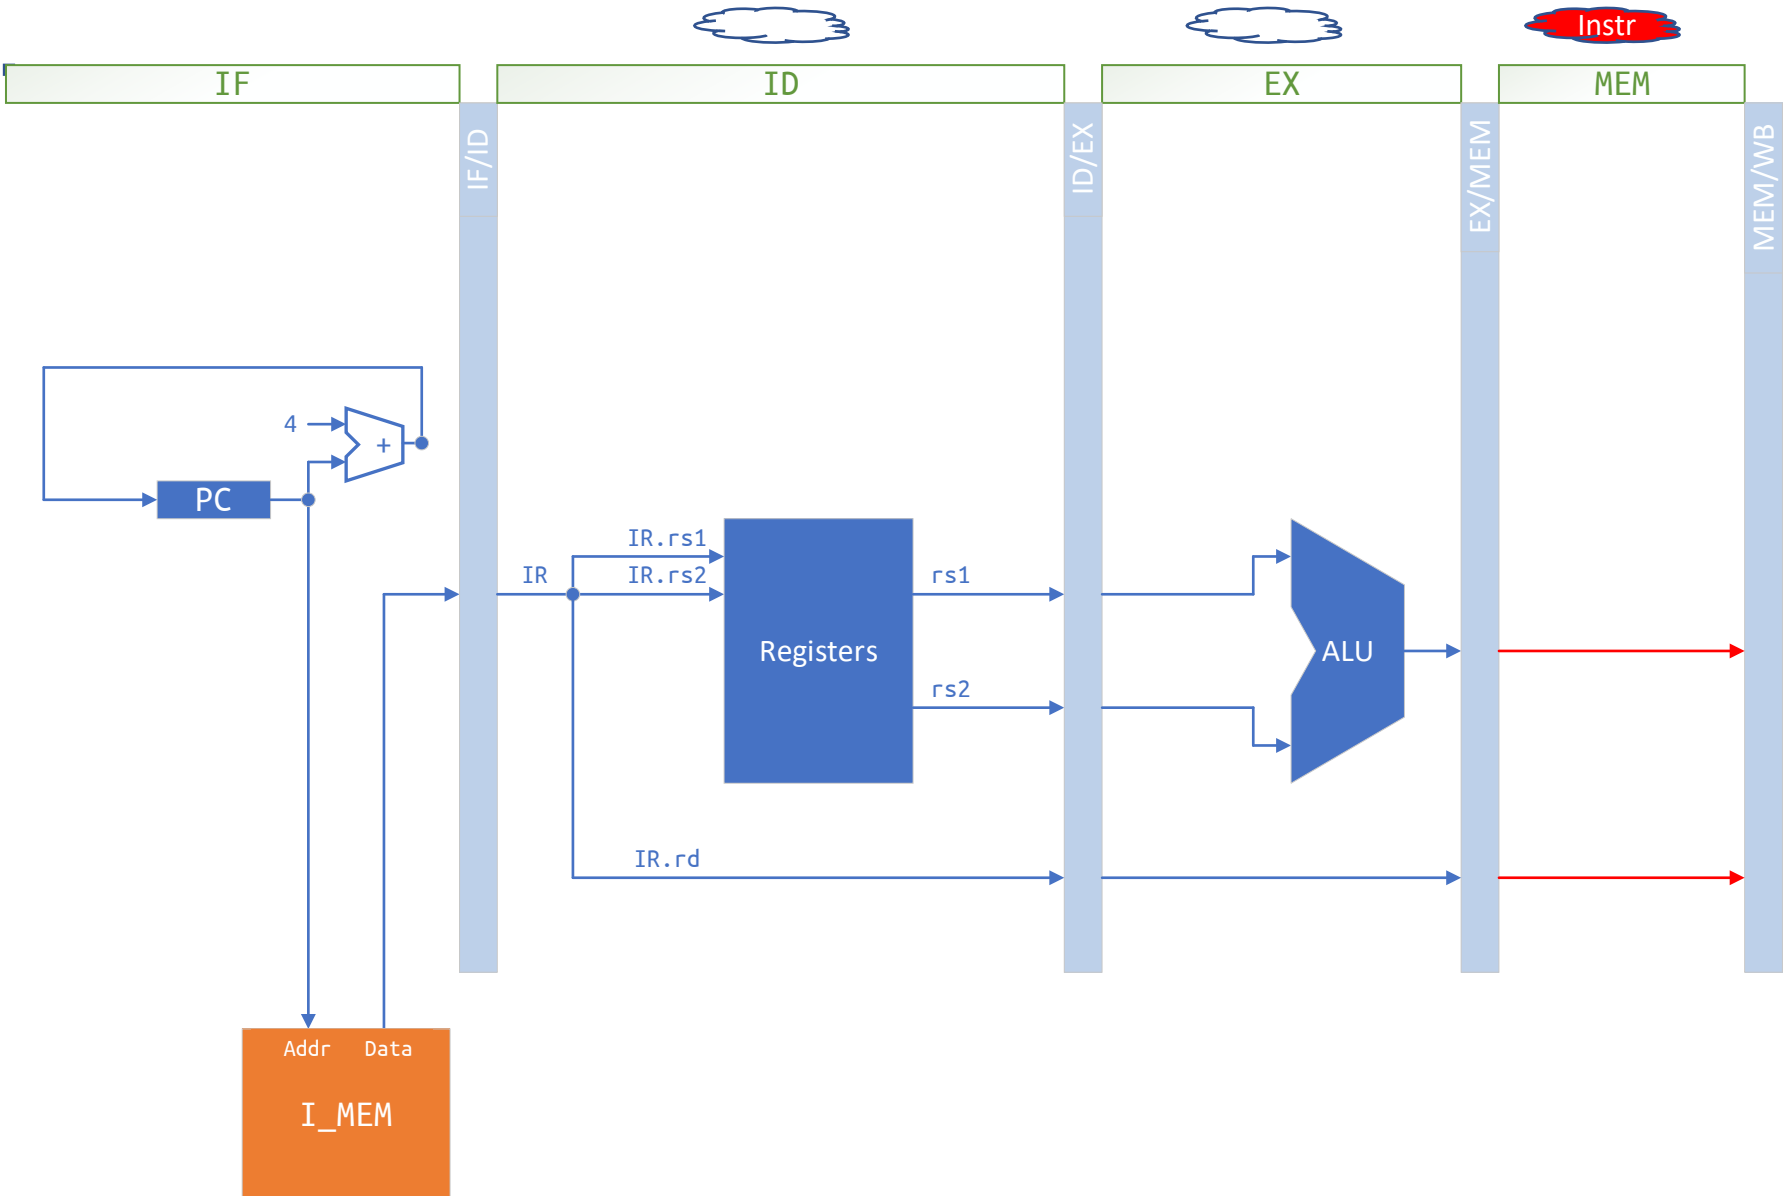 Instr
IF
ID
EX
MEM
IF/ID
ID/EX
EX/MEM
MEM/WB
4
+
PC
IR.rs1
IR
IR.rs2
rs1
Registers
ALU
rs2
IR.rd
Addr Data
I_MEM